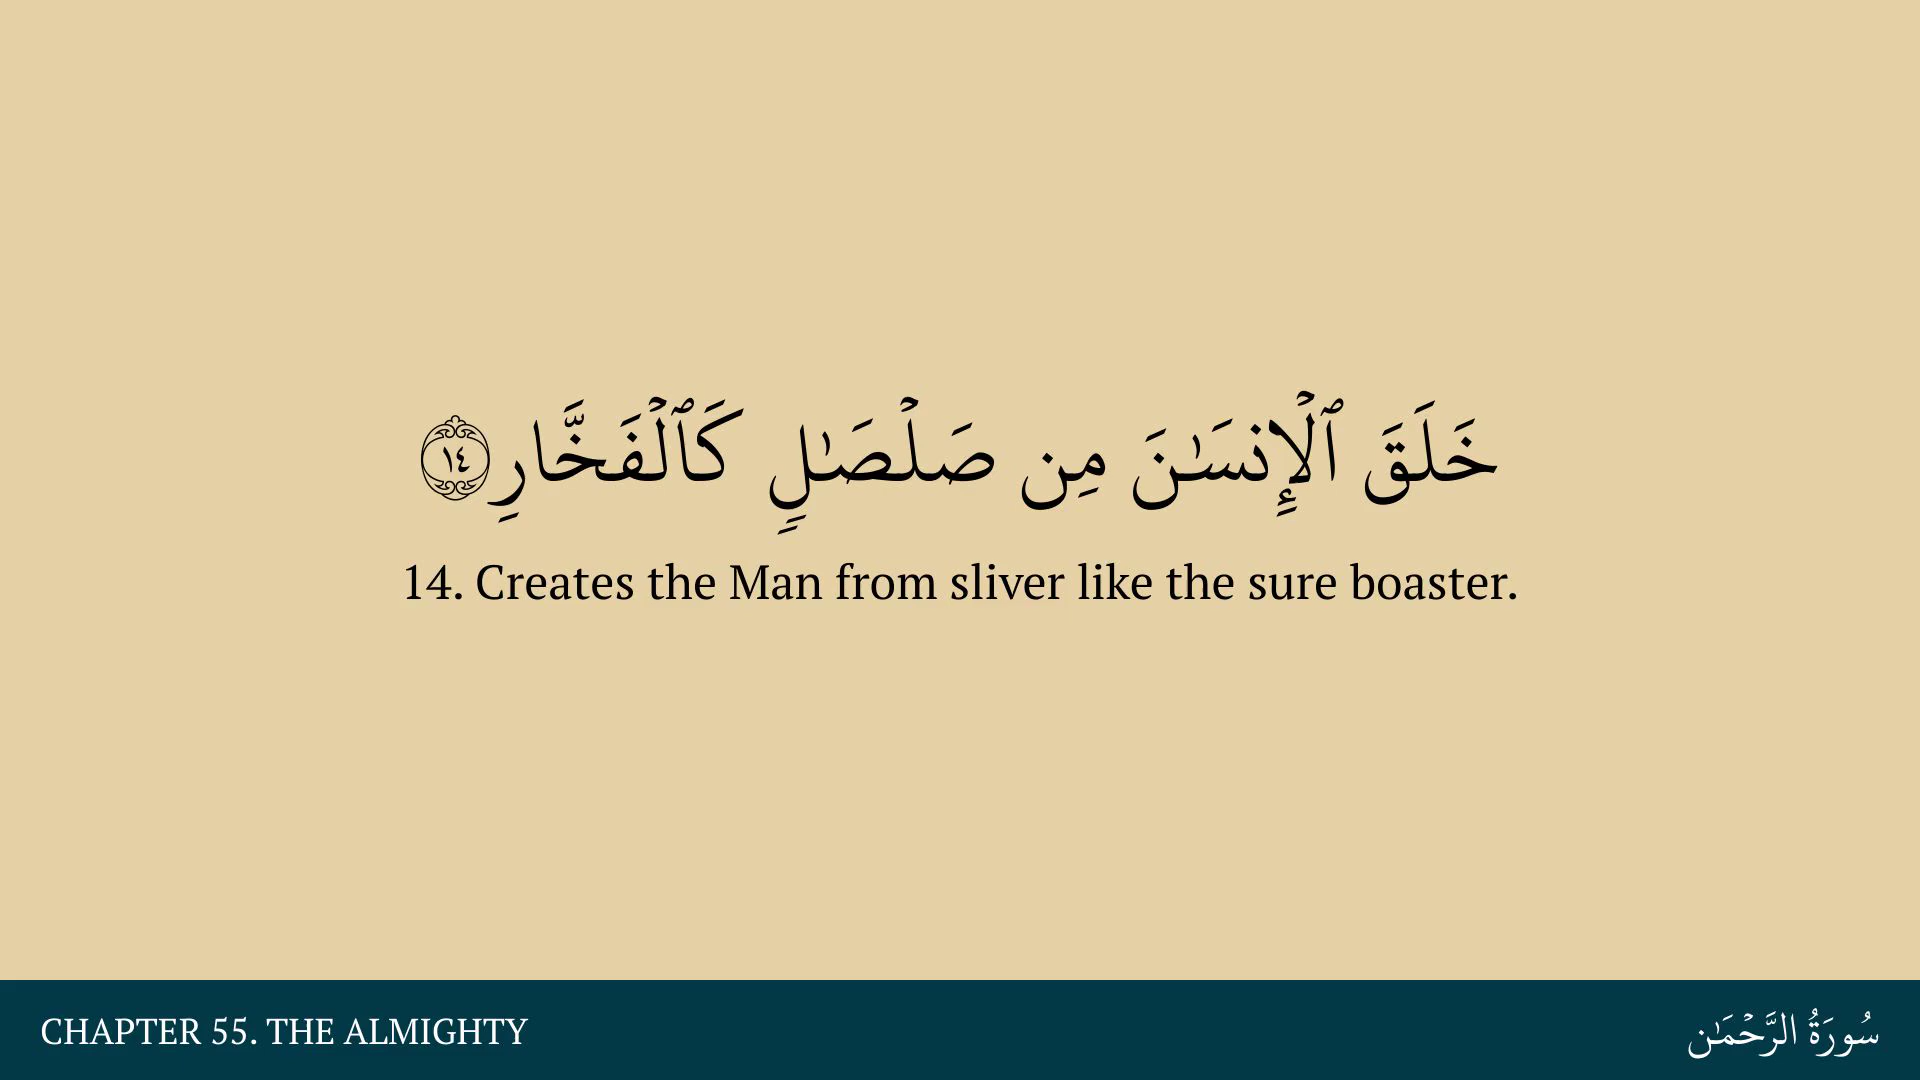 خَلَقَ ٱلْإِنسَـٰنَ مِن صَلْصَـٰلٍ كَٱلْفَخَّارِ ١٤
14. Creates the Man from sliver like the sure boaster.
CHAPTER 55. THE ALMIGHTY
سُورَةُ الرَّحْمَـٰن